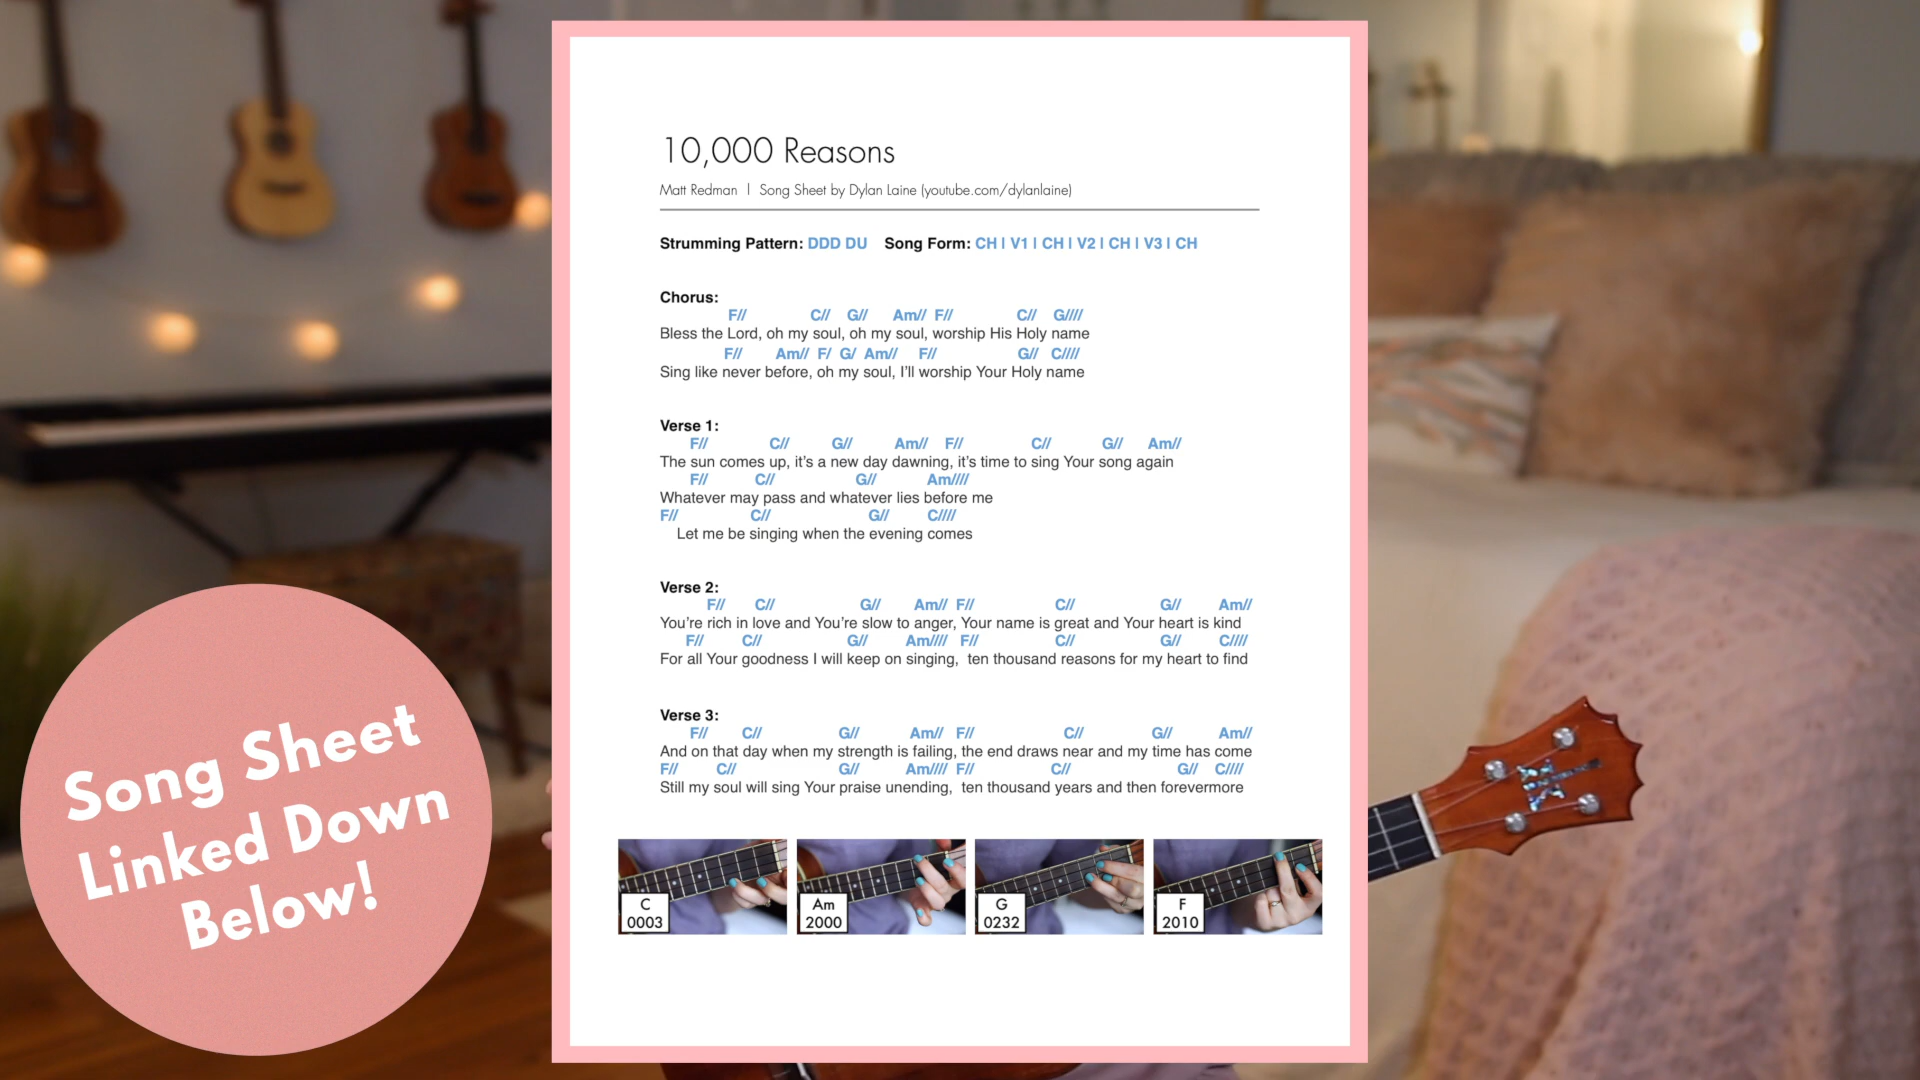 10,000 Reasons
Matt Redman | Song Sheet by Dylan Laine (youtube.com/dylanlaine)
Strumming Pattern: DDD DU Song Form: CH | V1 | CH | V2 | CH | V3 | CH
Chorus:
F// C// G// Am// F// C// G////
Bless the Lord, oh my soul, oh my soul, worship His Holy name
F// Am// F/ G/ Am// F// G// C////
Sing like never before, oh my soul, I'll worship Your Holy name
Verse 1:
F// C// G// Am// F// C// G// Am//
The sun comes up, it's a new day dawning, it's time to sing Your song again
F// C// G// Am////
Whatever may pass and whatever lies before me
F// C// G// C////
Let me be singing when the evening comes
Verse 2:
F// C// G// Am// F// C// G// Am//
You're rich in love and You're slow to anger, Your name is great and Your heart is kind
F// C// G// Am//// F// C// G// C////
For all Your goodness I will keep on singing, ten thousand reasons for my heart to find
Verse 3:
F// C// G// Am// F// C// G// Am//
And on that day when my strength is failing, the end draws near and my time has come
F// C// G// Am//// F// C// G// C////
Still my soul will sing Your praise unending, ten thousand years and then forevermore
C
0003
Am
2000
G
0232
F
2010
Song Sheet
Linked Down
Below!